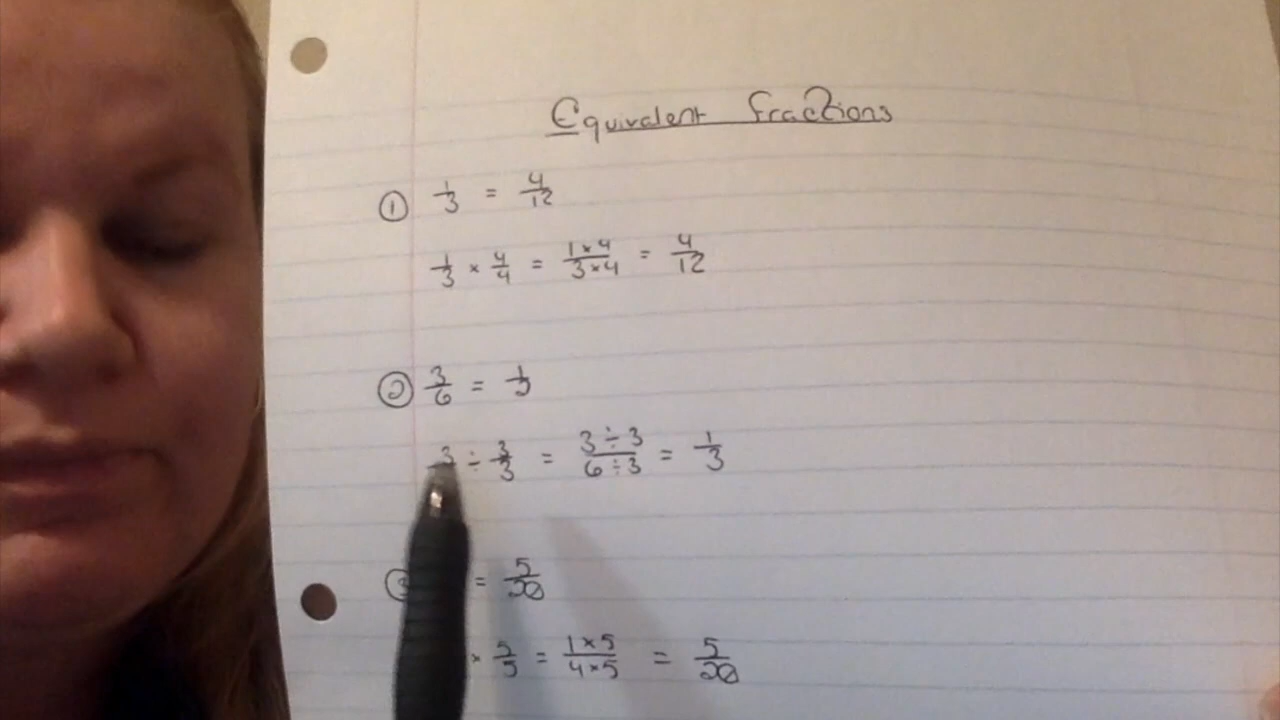 Equivalent fractions
① 1/3 = 4/12
1/3 × 4/4 = 1×4/3×4 = 4/12
② 3/6 = 1/3
3 ÷ 3/3 = 3÷3/6÷3 = 1/3
③ = 5/20
× 5/5 = 1×5/4×5 = 5/20